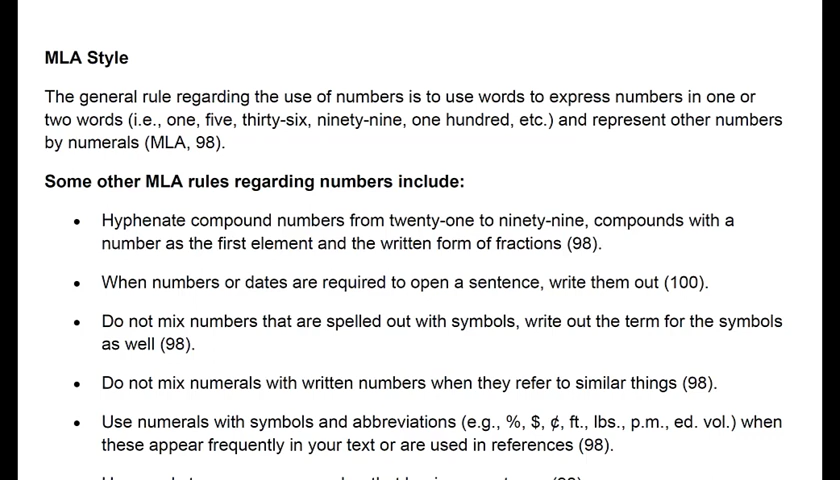 MLA Style
The general rule regarding the use of numbers is to use words to express numbers in one or
two words (i.e., one, five, thirty-six, ninety-nine, one hundred, etc.) and represent other numbers
by numerals (MLA, 98).
Some other MLA rules regarding numbers include:
• Hyphenate compound numbers from twenty-one to ninety-nine, compounds with a
number as the first element and the written form of fractions (98).
• When numbers or dates are required to open a sentence, write them out (100).
• Do not mix numbers that are spelled out with symbols, write out the term for the symbols
as well (98).
• Do not mix numerals with written numbers when they refer to similar things (98).
• Use numerals with symbols and abbreviations (e.g., %, $, ¢, ft., lbs., p.m., ed. vol.) when
these appear frequently in your text or are used in references (98).